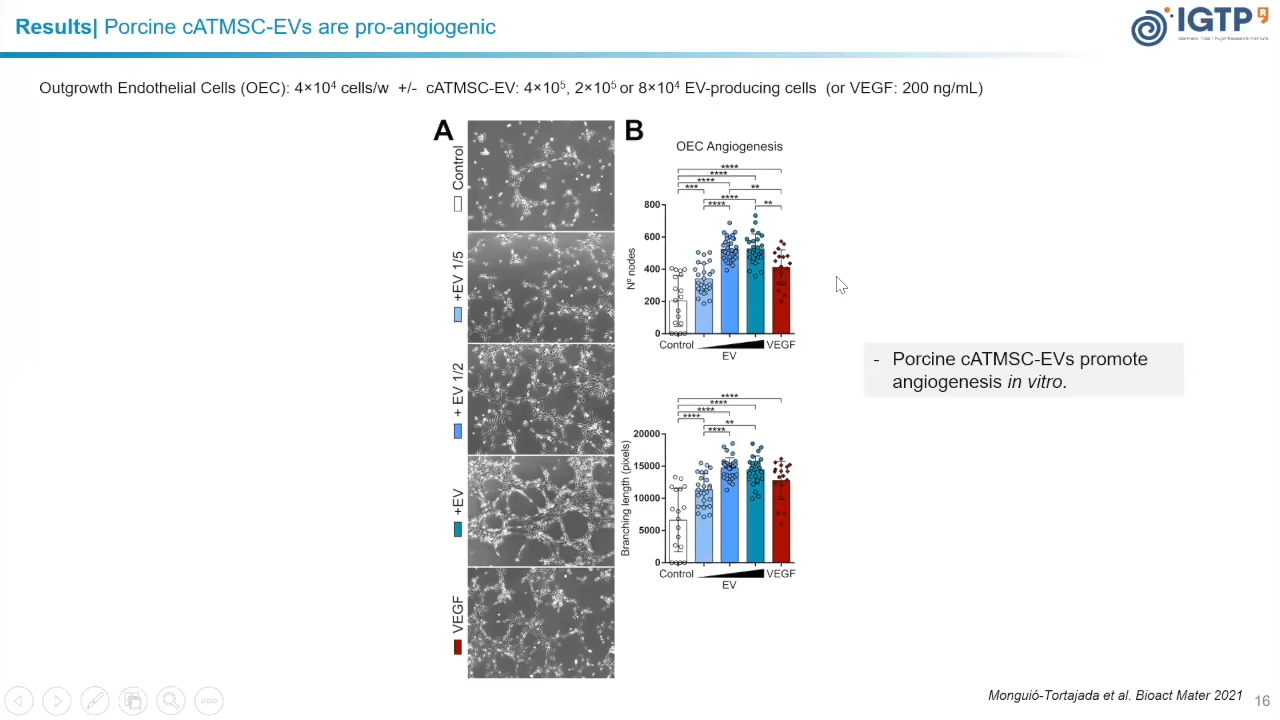 Results| Porcine cATMSC-EVs are pro-angiogenic
IGTP
Outgrowth Endothelial Cells (OEC): 4×10⁴ cells/w +/- cATMSC-EV: 4×10⁵, 2×10⁵ or 8×10⁴ EV-producing cells (or VEGF: 200 ng/mL)
A
Control
+EV 1/5
+ EV 1/2
+EV
VEGF
B
OEC Angiogenesis
****
****
****
***
**
****
****
**
Nº nodes
800
600
400
200
0
Control
VEGF
EV
****
****
****
****
**
****
Branching length (pixels)
20000
15000
10000
5000
0
Control
VEGF
EV
- Porcine cATMSC-EVs promote
angiogenesis in vitro.
Monguió-Tortajada et al. Bioact Mater 2021
16